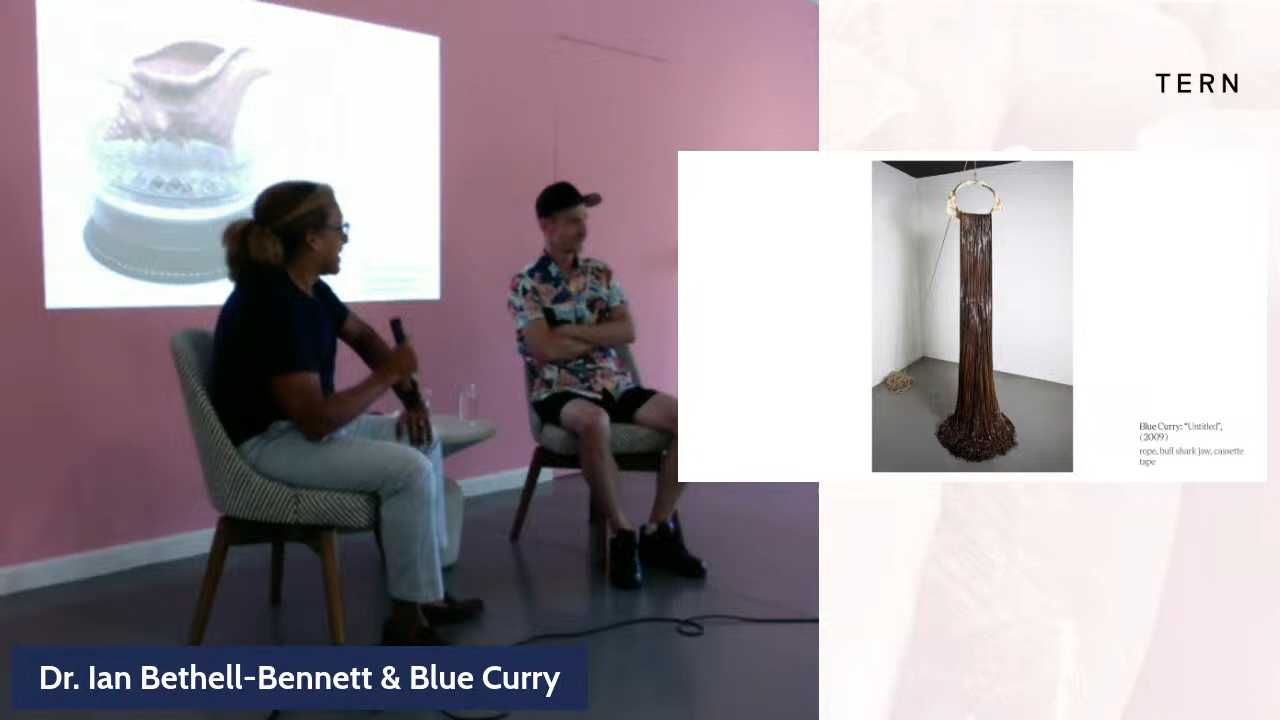 TERN
Blue Curry: "Untitled",
(2009)
rope, bull shark jaw, cassette
tape
Dr. Ian Bethell-Bennett & Blue Curry